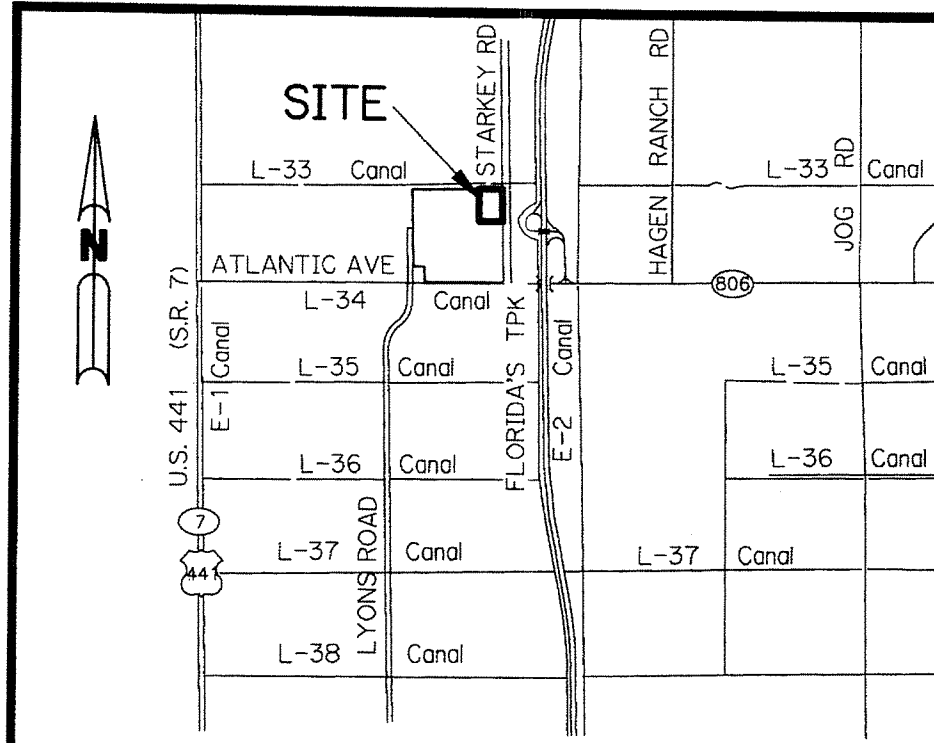 STARKEY RD
HAGEN RANCH RD
SITE
L-33 Canal
L-33 Canal
JOG RD
N
ATLANTIC AVE
806
L-34 Canal
U.S. 441 (S.R. 7)
E-1 Canal
FLORIDA'S TPK
E-2 Canal
L-35 Canal
L-35 Canal
L-36 Canal
L-36 Canal
7
441
LYONS ROAD
L-37 Canal
L-37 Canal
L-38 Canal